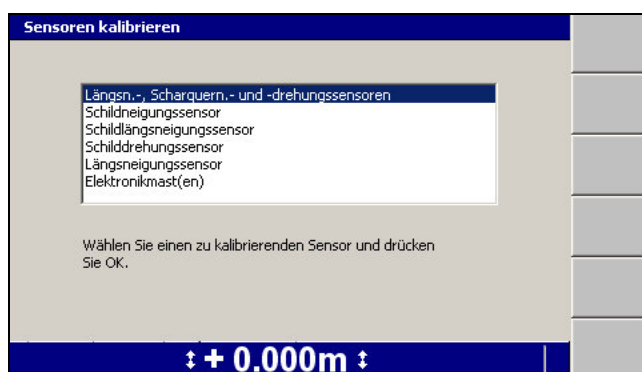 Sensoren kalibrieren
Längsn.-, Scharquern.- und -drehungssensoren
Schildneigungssensor
Schildlängsneigungssensor
Schilddrehungssensor
Längsneigungssensor
Elektronikmast(en)
Wählen Sie einen zu kalibrierenden Sensor und drücken
Sie OK.
↕ + 0.000m ↕